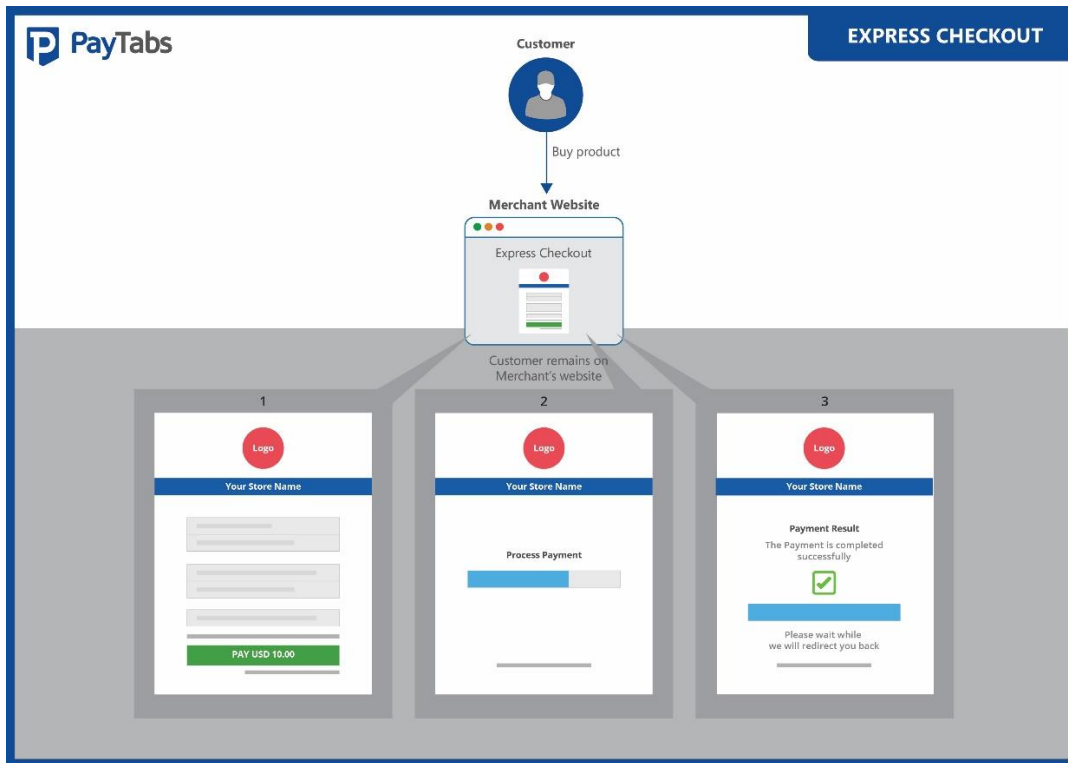 PayTabs
EXPRESS CHECKOUT
Customer
Buy product
Merchant Website
Express Checkout
Customer remains on
Merchant's website
1
Logo
Your Store Name
PAY USD 10.00
2
Logo
Your Store Name
Process Payment
3
Logo
Your Store Name
Payment Result
The Payment is completed
successfully
Please wait while
we will redirect you back